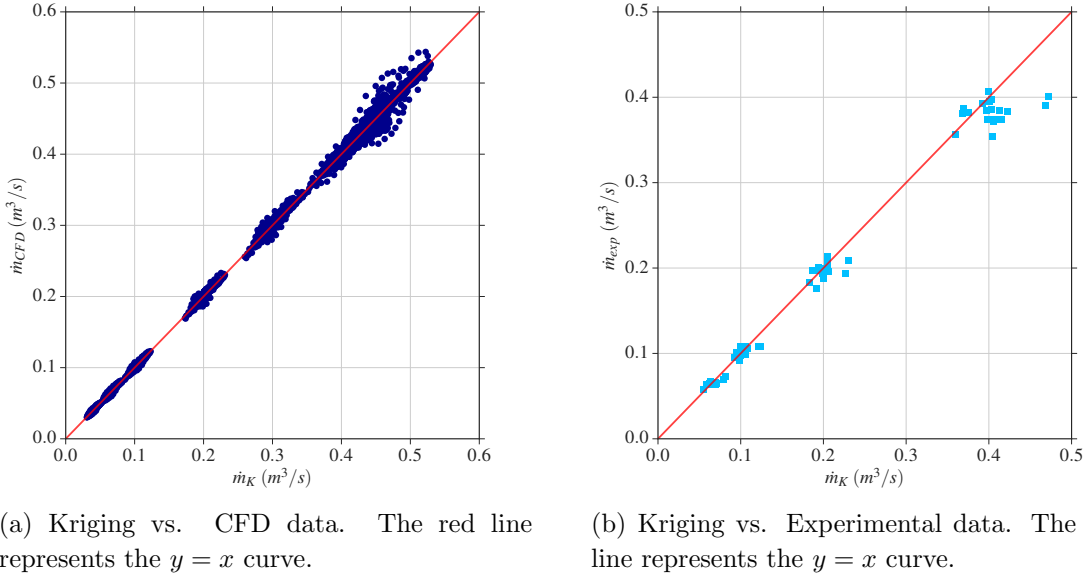 0.6
0.5
0.4
0.3
0.2
0.1
0.0
ṁ_CFD (m³/s)
0.0 0.1 0.2 0.3 0.4 0.5 0.6
ṁ_K (m³/s)
(a) Kriging vs. CFD data. The red line
represents the y = x curve.
0.5
0.4
0.3
0.2
0.1
0.0
ṁ_exp (m³/s)
0.0 0.1 0.2 0.3 0.4 0.5
ṁ_K (m³/s)
(b) Kriging vs. Experimental data. The
line represents the y = x curve.